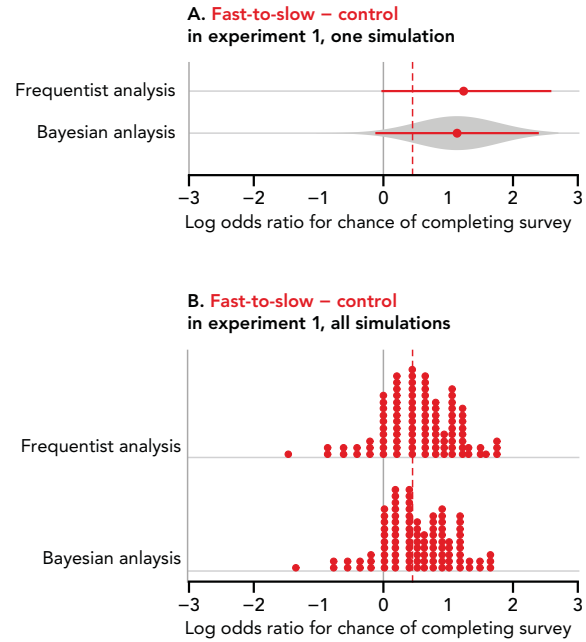 A. Fast-to-slow – control
in experiment 1, one simulation
Frequentist analysis
Bayesian anlaysis
−3 −2 −1 0 1 2 3
Log odds ratio for chance of completing survey
B. Fast-to-slow – control
in experiment 1, all simulations
Frequentist analysis
Bayesian anlaysis
−3 −2 −1 0 1 2 3
Log odds ratio for chance of completing survey